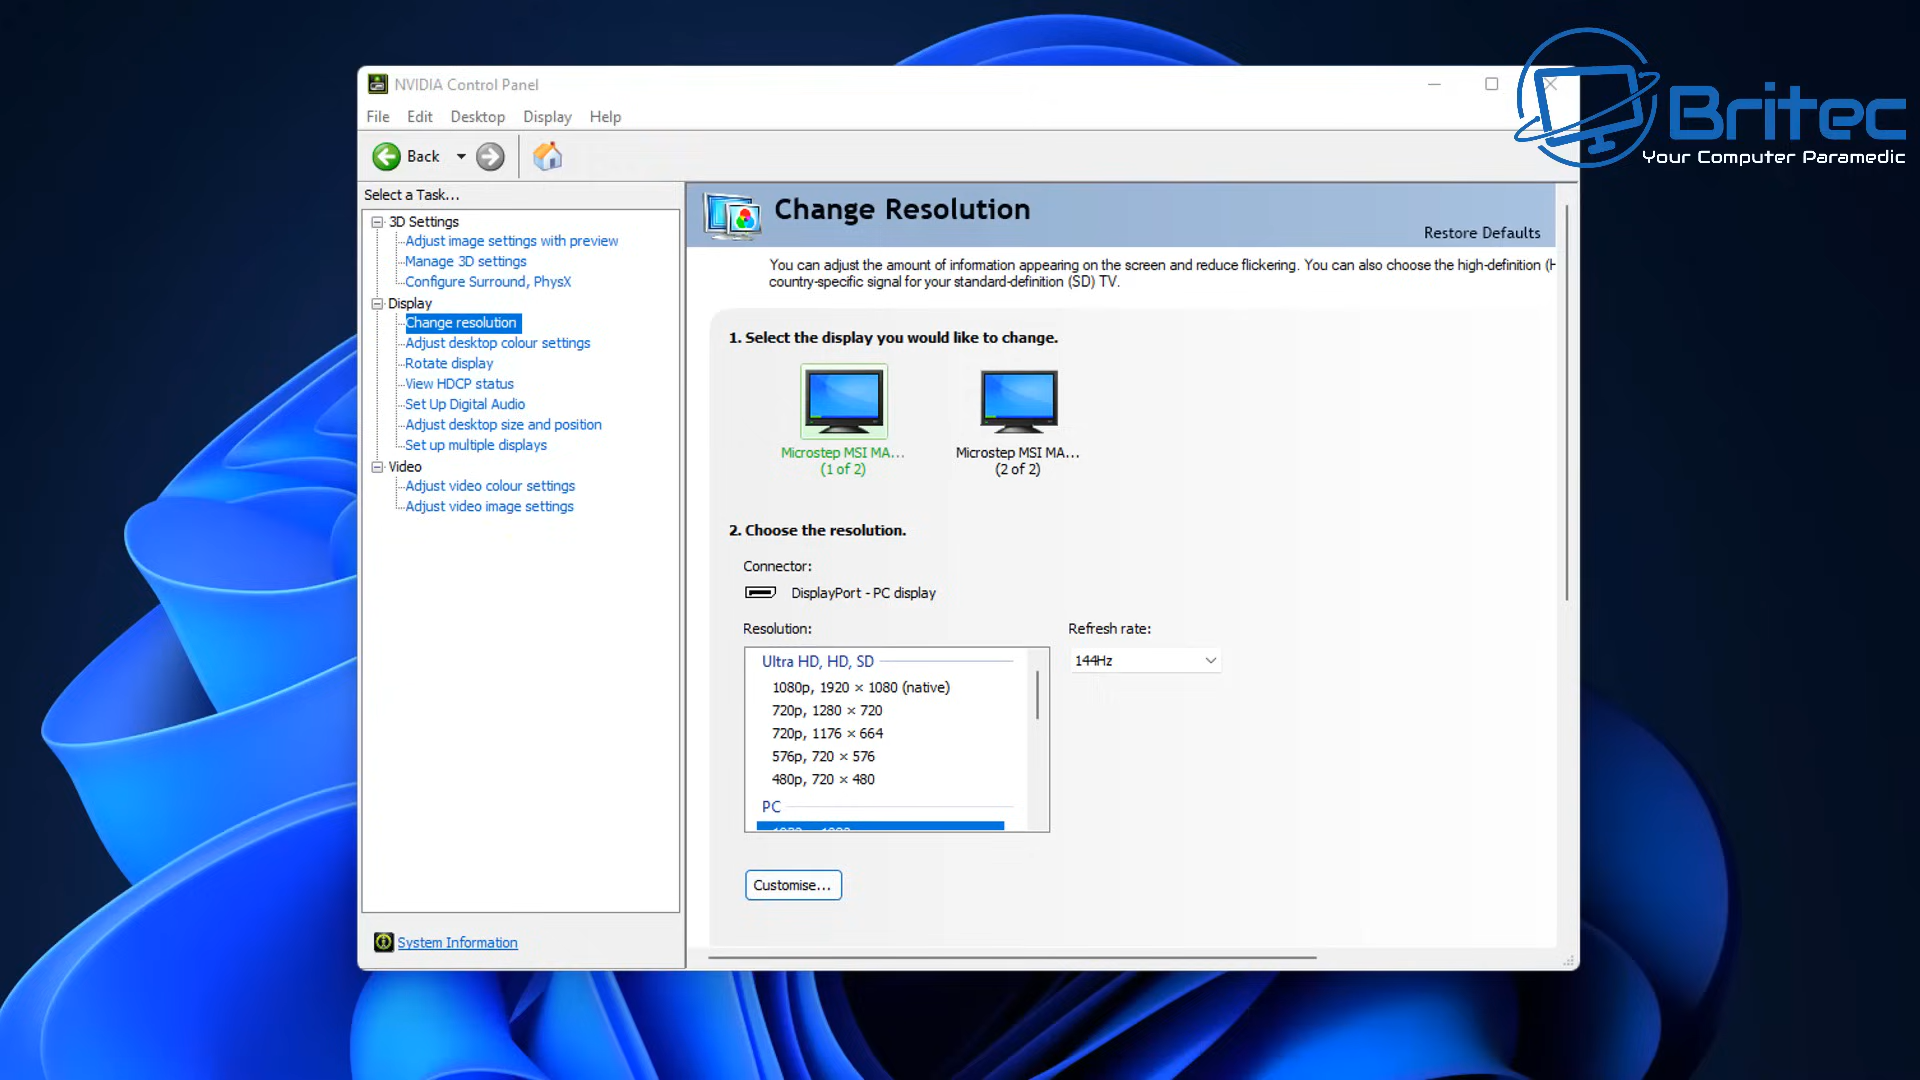 NVIDIA Control Panel
File Edit Desktop Display Help
Back
Britec
Your Computer Paramedic
Select a Task...
3D Settings
Adjust image settings with preview
Manage 3D settings
Configure Surround, PhysX
Display
Change resolution
Adjust desktop colour settings
Rotate display
View HDCP status
Set Up Digital Audio
Adjust desktop size and position
Set up multiple displays
Video
Adjust video colour settings
Adjust video image settings
System Information
Change Resolution
Restore Defaults
You can adjust the amount of information appearing on the screen and reduce flickering. You can also choose the high-definition (H
country-specific signal for your standard-definition (SD) TV.
1. Select the display you would like to change.
Microstep MSI MA...
(1 of 2)
Microstep MSI MA...
(2 of 2)
2. Choose the resolution.
Connector:
DisplayPort - PC display
Resolution:
Ultra HD, HD, SD
1080p, 1920 × 1080 (native)
720p, 1280 × 720
720p, 1176 × 664
576p, 720 × 576
480p, 720 × 480
PC
Refresh rate:
144Hz
Customise...